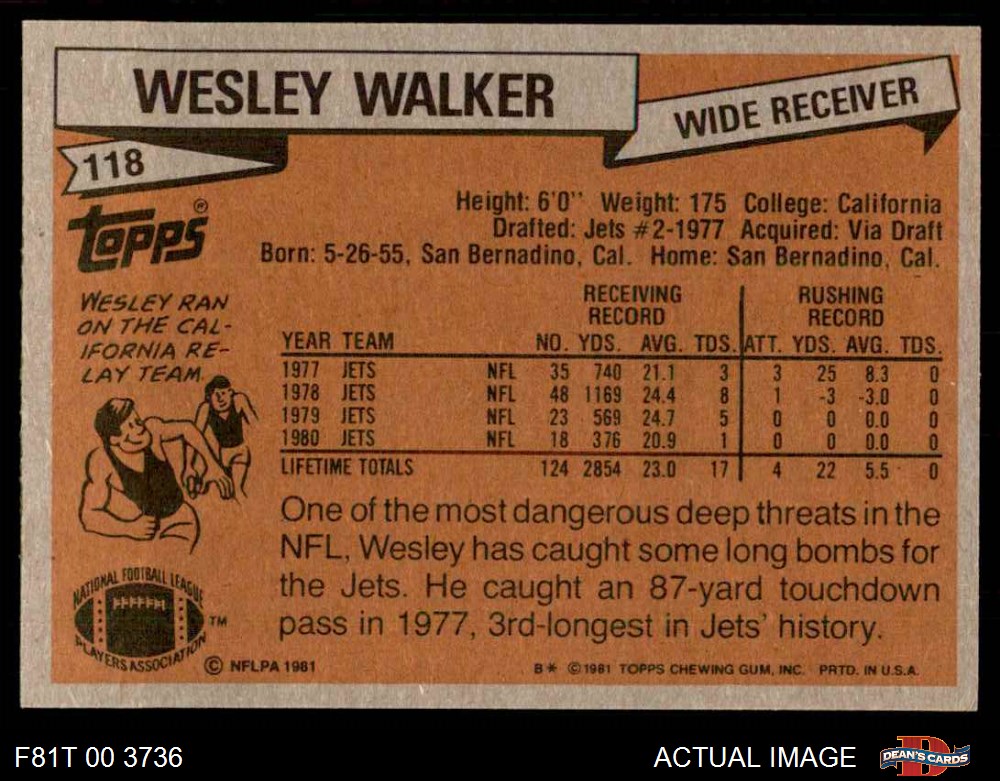 WESLEY WALKER
WIDE RECEIVER
118
TOPPS®
Height: 6'0" Weight: 175 College: California
Drafted: Jets #2-1977 Acquired: Via Draft
Born: 5-26-55, San Bernadino, Cal. Home: San Bernadino, Cal.
WESLEY RAN
ON THE CAL-
IFORNIA RE-
LAY TEAM.
RECEIVING RECORD RUSHING RECORD
YEAR TEAM NO. YDS. AVG. TDS. ATT. YDS. AVG. TDS.
1977 JETS NFL 35 740 21.1 3 3 25 8.3 0
1978 JETS NFL 48 1169 24.4 8 1 -3 -3.0 0
1979 JETS NFL 23 569 24.7 5 0 0 0.0 0
1980 JETS NFL 18 376 20.9 1 0 0 0.0 0
LIFETIME TOTALS 124 2854 23.0 17 4 22 5.5 0
One of the most dangerous deep threats in the
NFL, Wesley has caught some long bombs for
the Jets. He caught an 87-yard touchdown
pass in 1977, 3rd-longest in Jets' history.
NATIONAL FOOTBALL LEAGUE
PLAYERS ASSOCIATION
TM
© NFLPA 1981
B* ©1981 TOPPS CHEWING GUM, INC. PRTD. IN U.S.A.
F81T 00 3736
ACTUAL IMAGE
DEAN'S CARDS